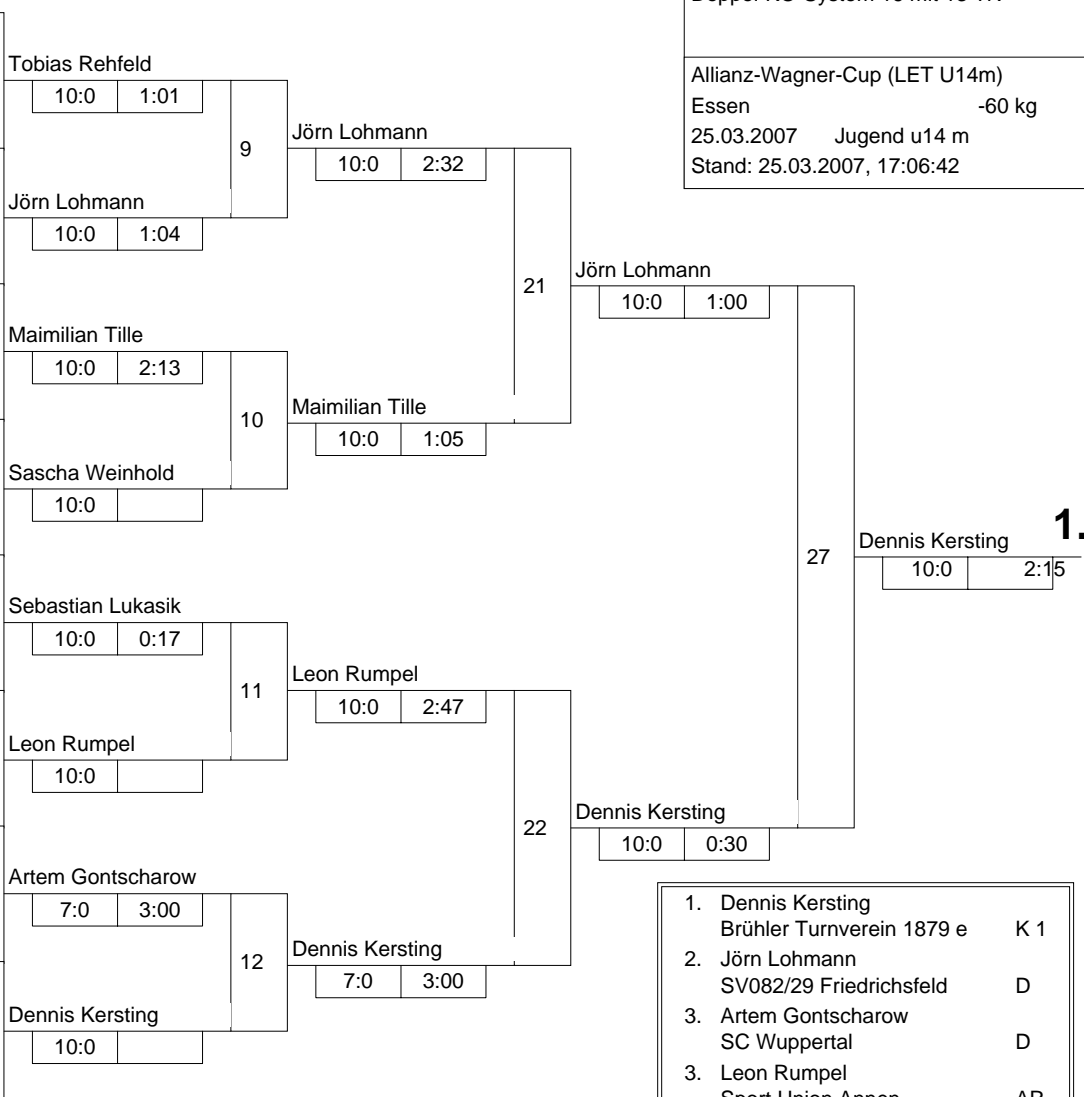 Tobias Rehfeld
10:0 1:01
9
Jörn Lohmann
10:0 1:04
Maimilian Tille
10:0 2:13
10
Sascha Weinhold
10:0
Sebastian Lukasik
10:0 0:17
11
Leon Rumpel
10:0
Artem Gontscharow
7:0 3:00
12
Dennis Kersting
10:0
Jörn Lohmann
10:0 2:32
21
Maimilian Tille
10:0 1:05
Leon Rumpel
10:0 2:47
22
Dennis Kersting
7:0 3:00
Jörn Lohmann
10:0 1:00
27
Dennis Kersting
10:0 0:30
Dennis Kersting 1.
10:0 2:15
Allianz-Wagner-Cup (LET U14m)
Essen -60 kg
25.03.2007 Jugend u14 m
Stand: 25.03.2007, 17:06:42
1. Dennis Kersting
Brühler Turnverein 1879 e K 1
2. Jörn Lohmann
SV082/29 Friedrichsfeld D
3. Artem Gontscharow
SC Wuppertal D
3. Leon Rumpel